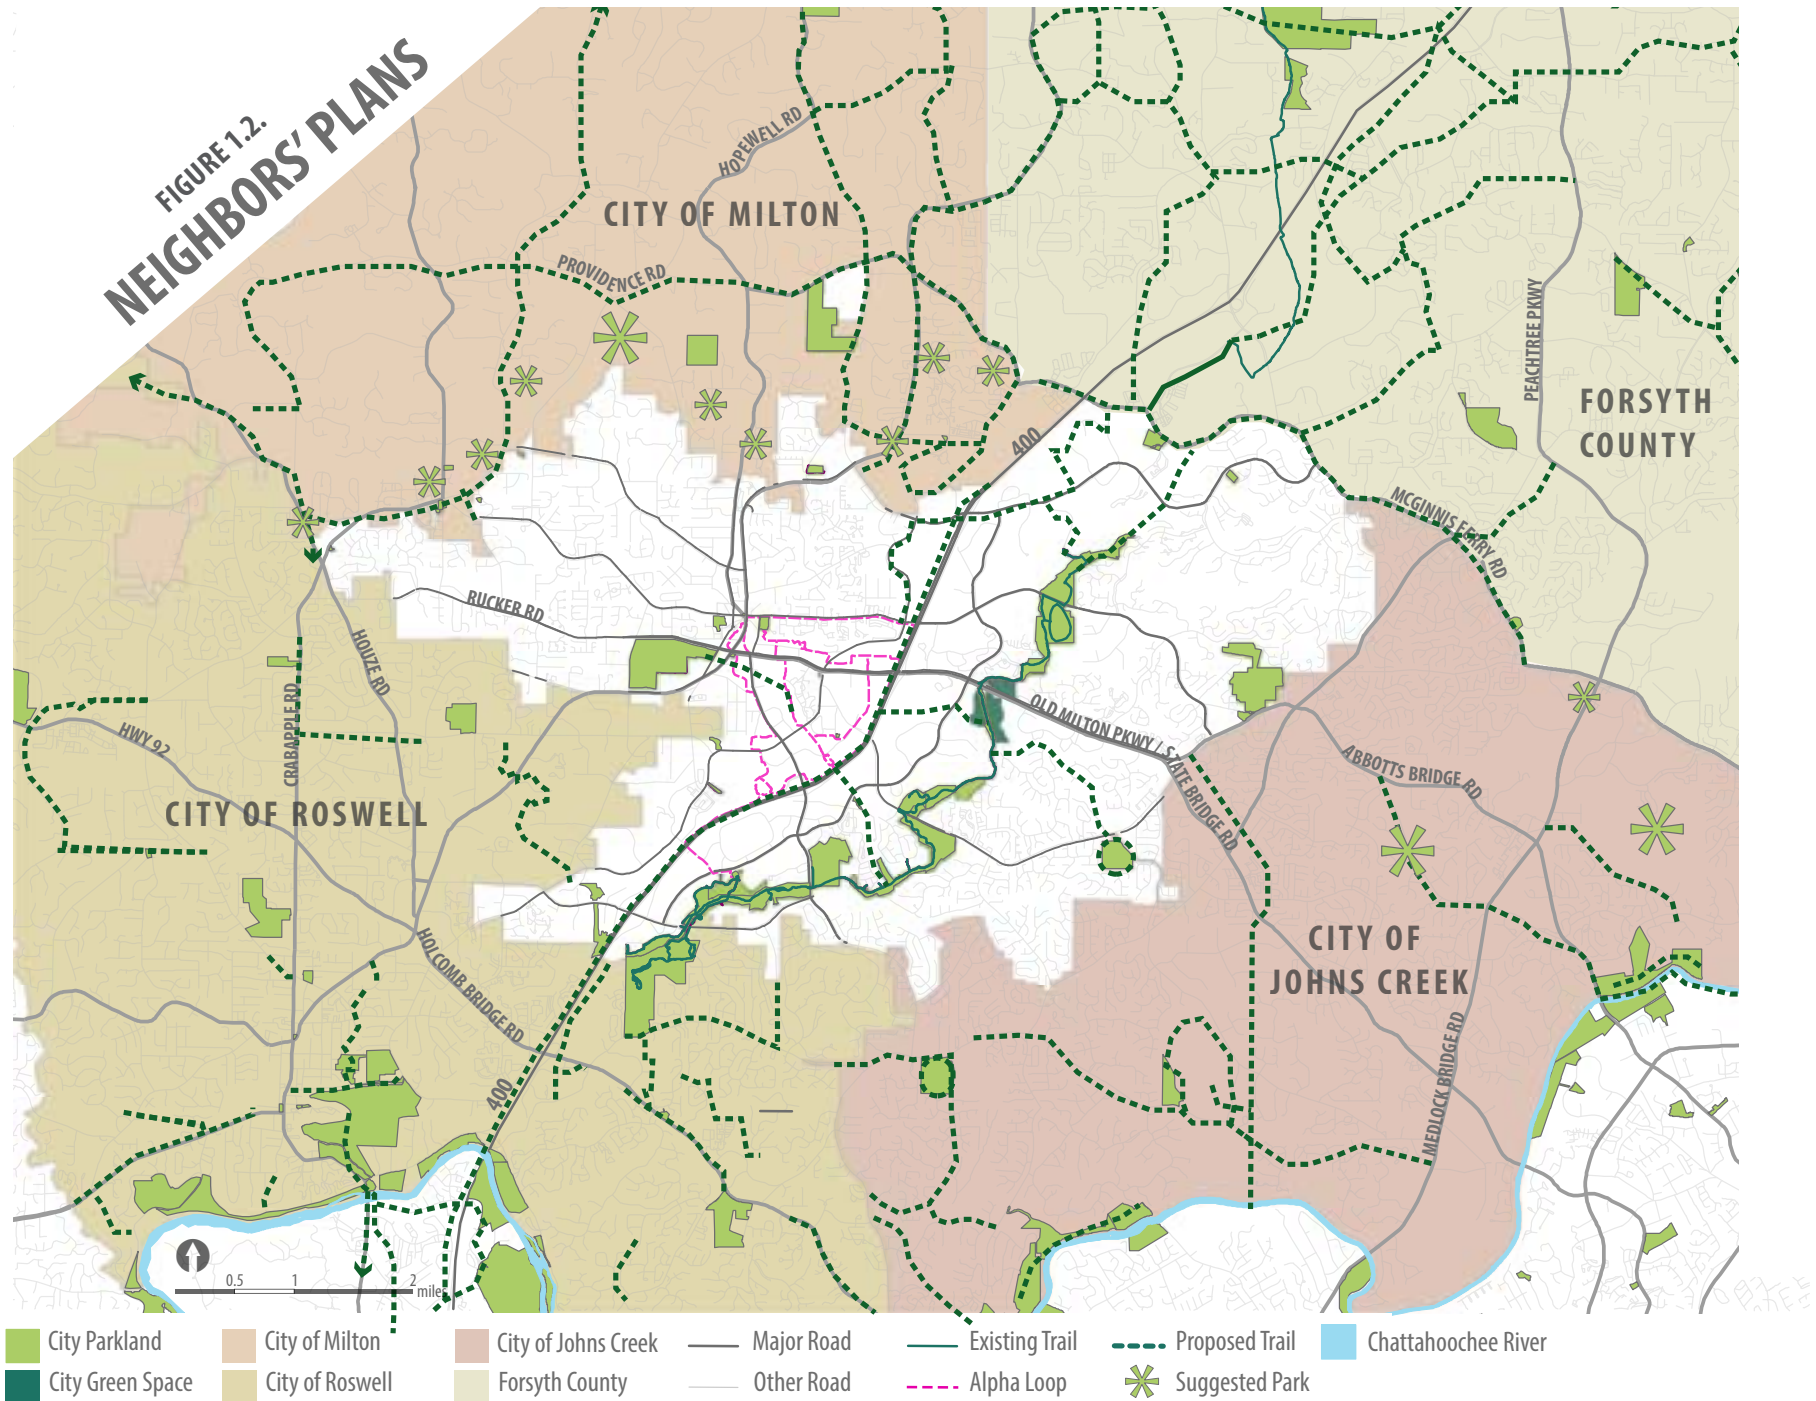 FIGURE 1.2.
NEIGHBORS' PLANS
HOPEWELL RD
CITY OF MILTON
PROVIDENCE RD
PEACHTREE PKWY
FORSYTH
COUNTY
400
MCGINNIS FERRY RD
RUCKER RD
HOUZE RD
CRABAPPLE RD
HWY 92
OLD MILTON PKWY / STATE BRIDGE RD
ABBOTTS BRIDGE RD
CITY OF ROSWELL
HOLCOMB BRIDGE RD
CITY OF
JOHNS CREEK
MEDLOCK BRIDGE RD
400
0.5 1 2
miles
City Parkland
City of Milton
City of Johns Creek
Major Road
Existing Trail
Proposed Trail
Chattahoochee River
City Green Space
City of Roswell
Forsyth County
Other Road
Alpha Loop
Suggested Park